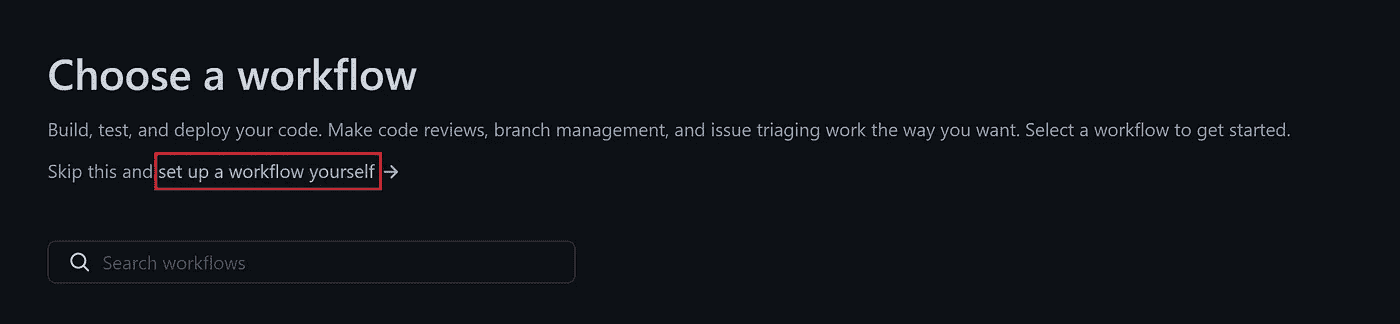 Choose a workflow
Build, test, and deploy your code. Make code reviews, branch management, and issue triaging work the way you want. Select a workflow to get started.
Skip this and set up a workflow yourself →
Search workflows